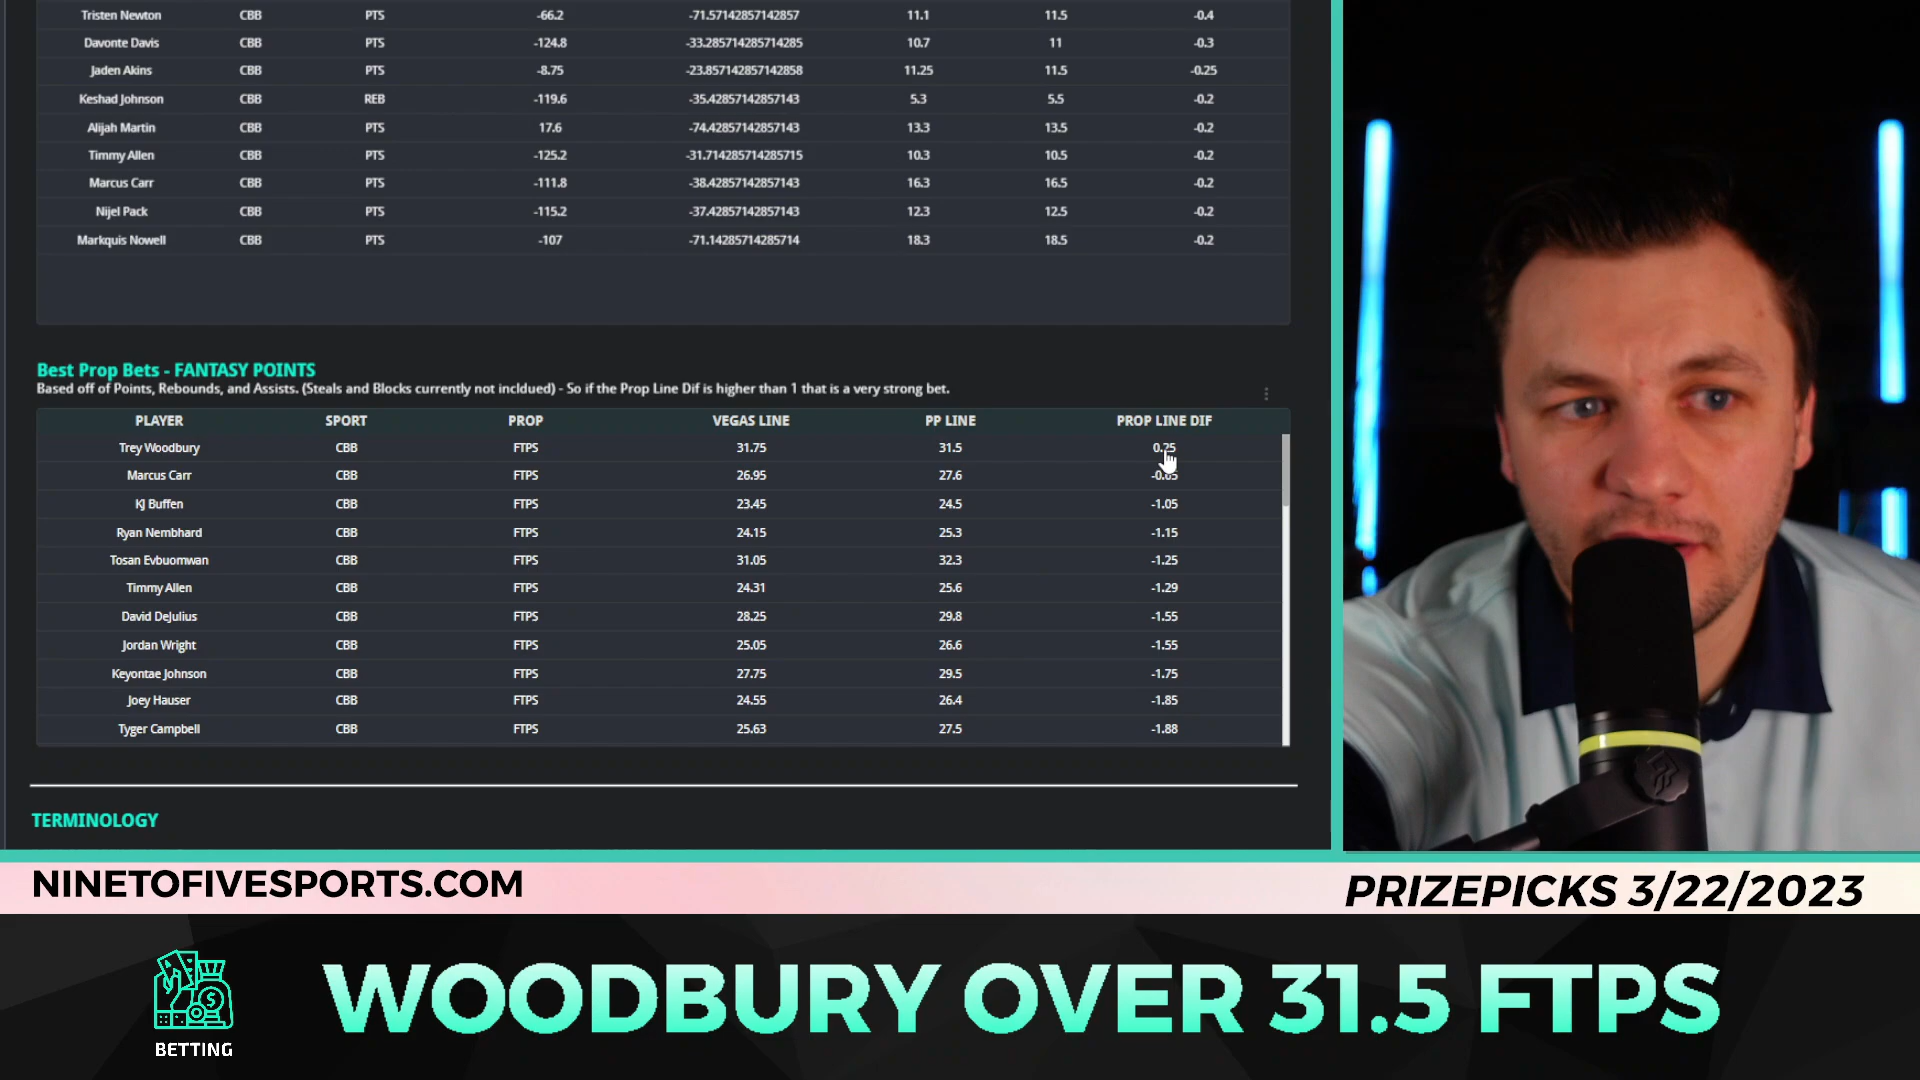 Tristen Newton CBB PTS -66.2 -71.57142857142857 11.1 11.5 -0.4
Davonte Davis CBB PTS -124.8 -33.285714285714285 10.7 11 -0.3
Jaden Akins CBB PTS -8.75 -23.857142857142858 11.25 11.5 -0.25
Keshad Johnson CBB REB -119.6 -35.42857142857143 5.3 5.5 -0.2
Alijah Martin CBB PTS 17.6 -74.42857142857143 13.3 13.5 -0.2
Timmy Allen CBB PTS -125.2 -31.714285714285715 10.3 10.5 -0.2
Marcus Carr CBB PTS -111.8 -38.42857142857143 16.3 16.5 -0.2
Nijel Pack CBB PTS -115.2 -37.42857142857143 12.3 12.5 -0.2
Markquis Nowell CBB PTS -107 -71.14285714285714 18.3 18.5 -0.2
Best Prop Bets - FANTASY POINTS
Based off of Points, Rebounds, and Assists. (Steals and Blocks currently not incldued) - So if the Prop Line Dif is higher than 1 that is a very strong bet.
PLAYER SPORT PROP VEGAS LINE PP LINE PROP LINE DIF
Trey Woodbury CBB FTPS 31.75 31.5 0.25
Marcus Carr CBB FTPS 26.95 27.6
KJ Buffen CBB FTPS 23.45 24.5 -1.05
Ryan Nembhard CBB FTPS 24.15 25.3 -1.15
Tosan Evbuomwan CBB FTPS 31.05 32.3 -1.25
Timmy Allen CBB FTPS 24.31 25.6 -1.29
David DeJulius CBB FTPS 28.25 29.8 -1.55
Jordan Wright CBB FTPS 25.05 26.6 -1.55
Keyontae Johnson CBB FTPS 27.75 29.5 -1.75
Joey Hauser CBB FTPS 24.55 26.4 -1.85
Tyger Campbell CBB FTPS 25.63 27.5 -1.88
TERMINOLOGY
NINETOFIVESPORTS.COM
PRIZEPICKS 3/22/2023
WOODBURY OVER 31.5 FTPS
BETTING